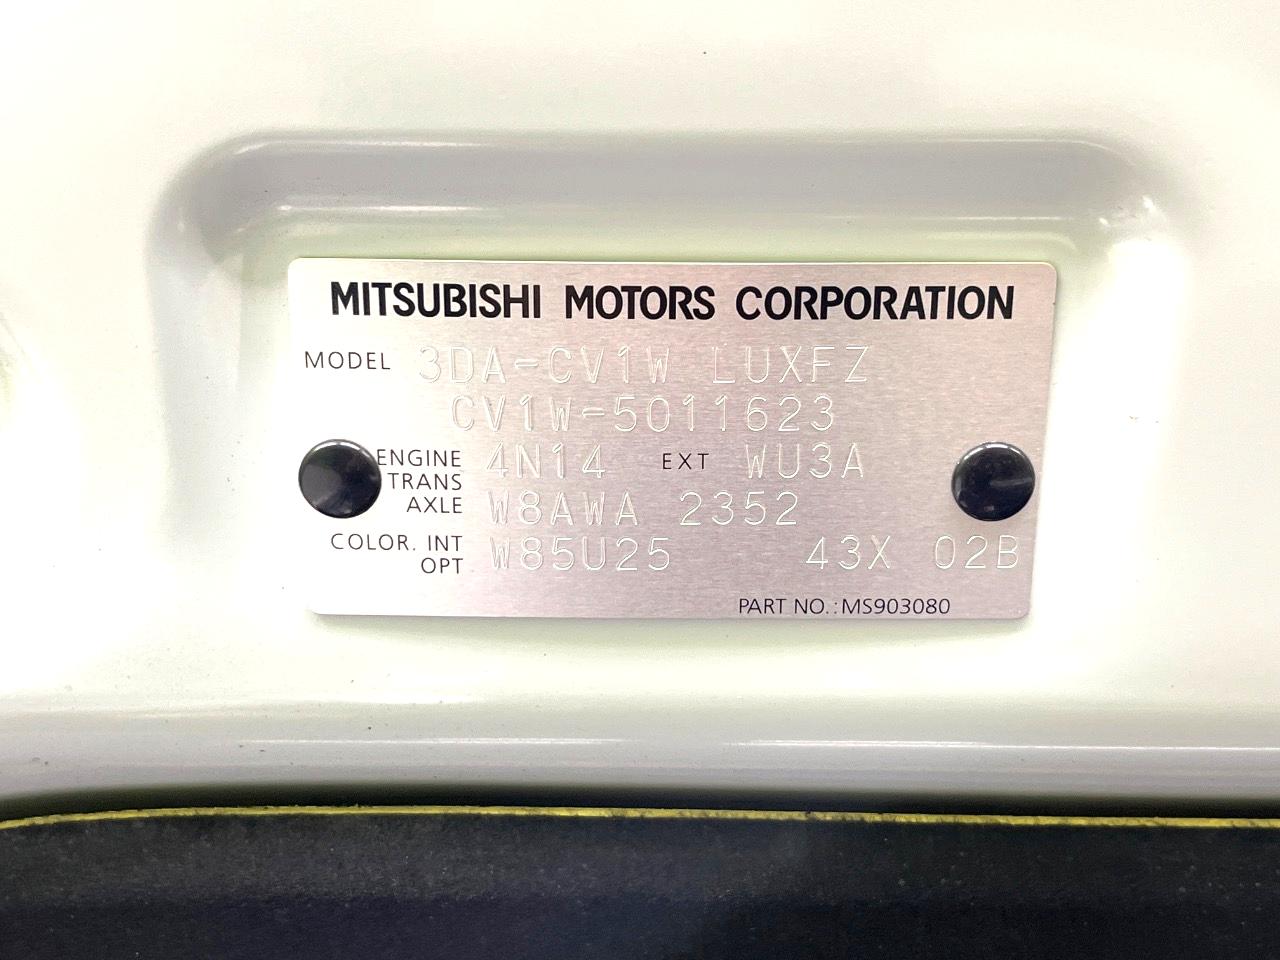 MITSUBISHI MOTORS CORPORATION
MODEL 3DA-CV1W LUXFZ
CV1W-5011623
ENGINE 4N14 EXT WU3A
TRANS
AXLE W8AWA 2352
COLOR. INT
OPT W85U25 43X 02B
PART NO.:MS903080